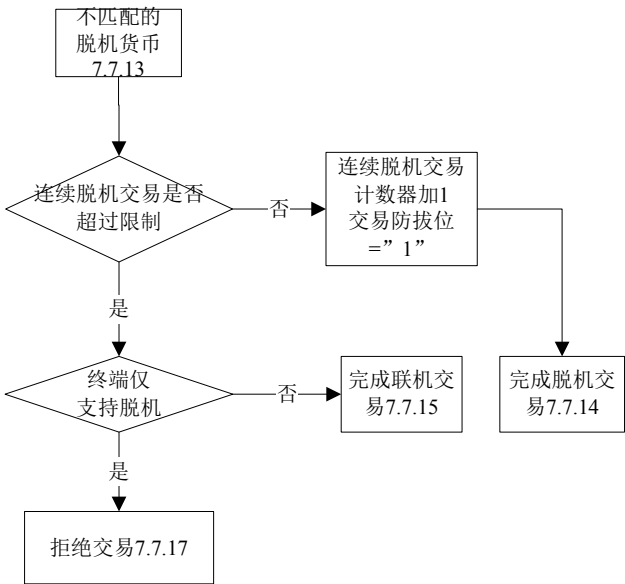 不匹配的
脱机货币
7.7.13
连续脱机交易是否
超过限制
否
连续脱机交易
计数器加1
交易防拔位
=”1”
是
终端仅
支持脱机
否
完成联机交
易7.7.15
完成脱机交
易7.7.14
是
拒绝交易7.7.17